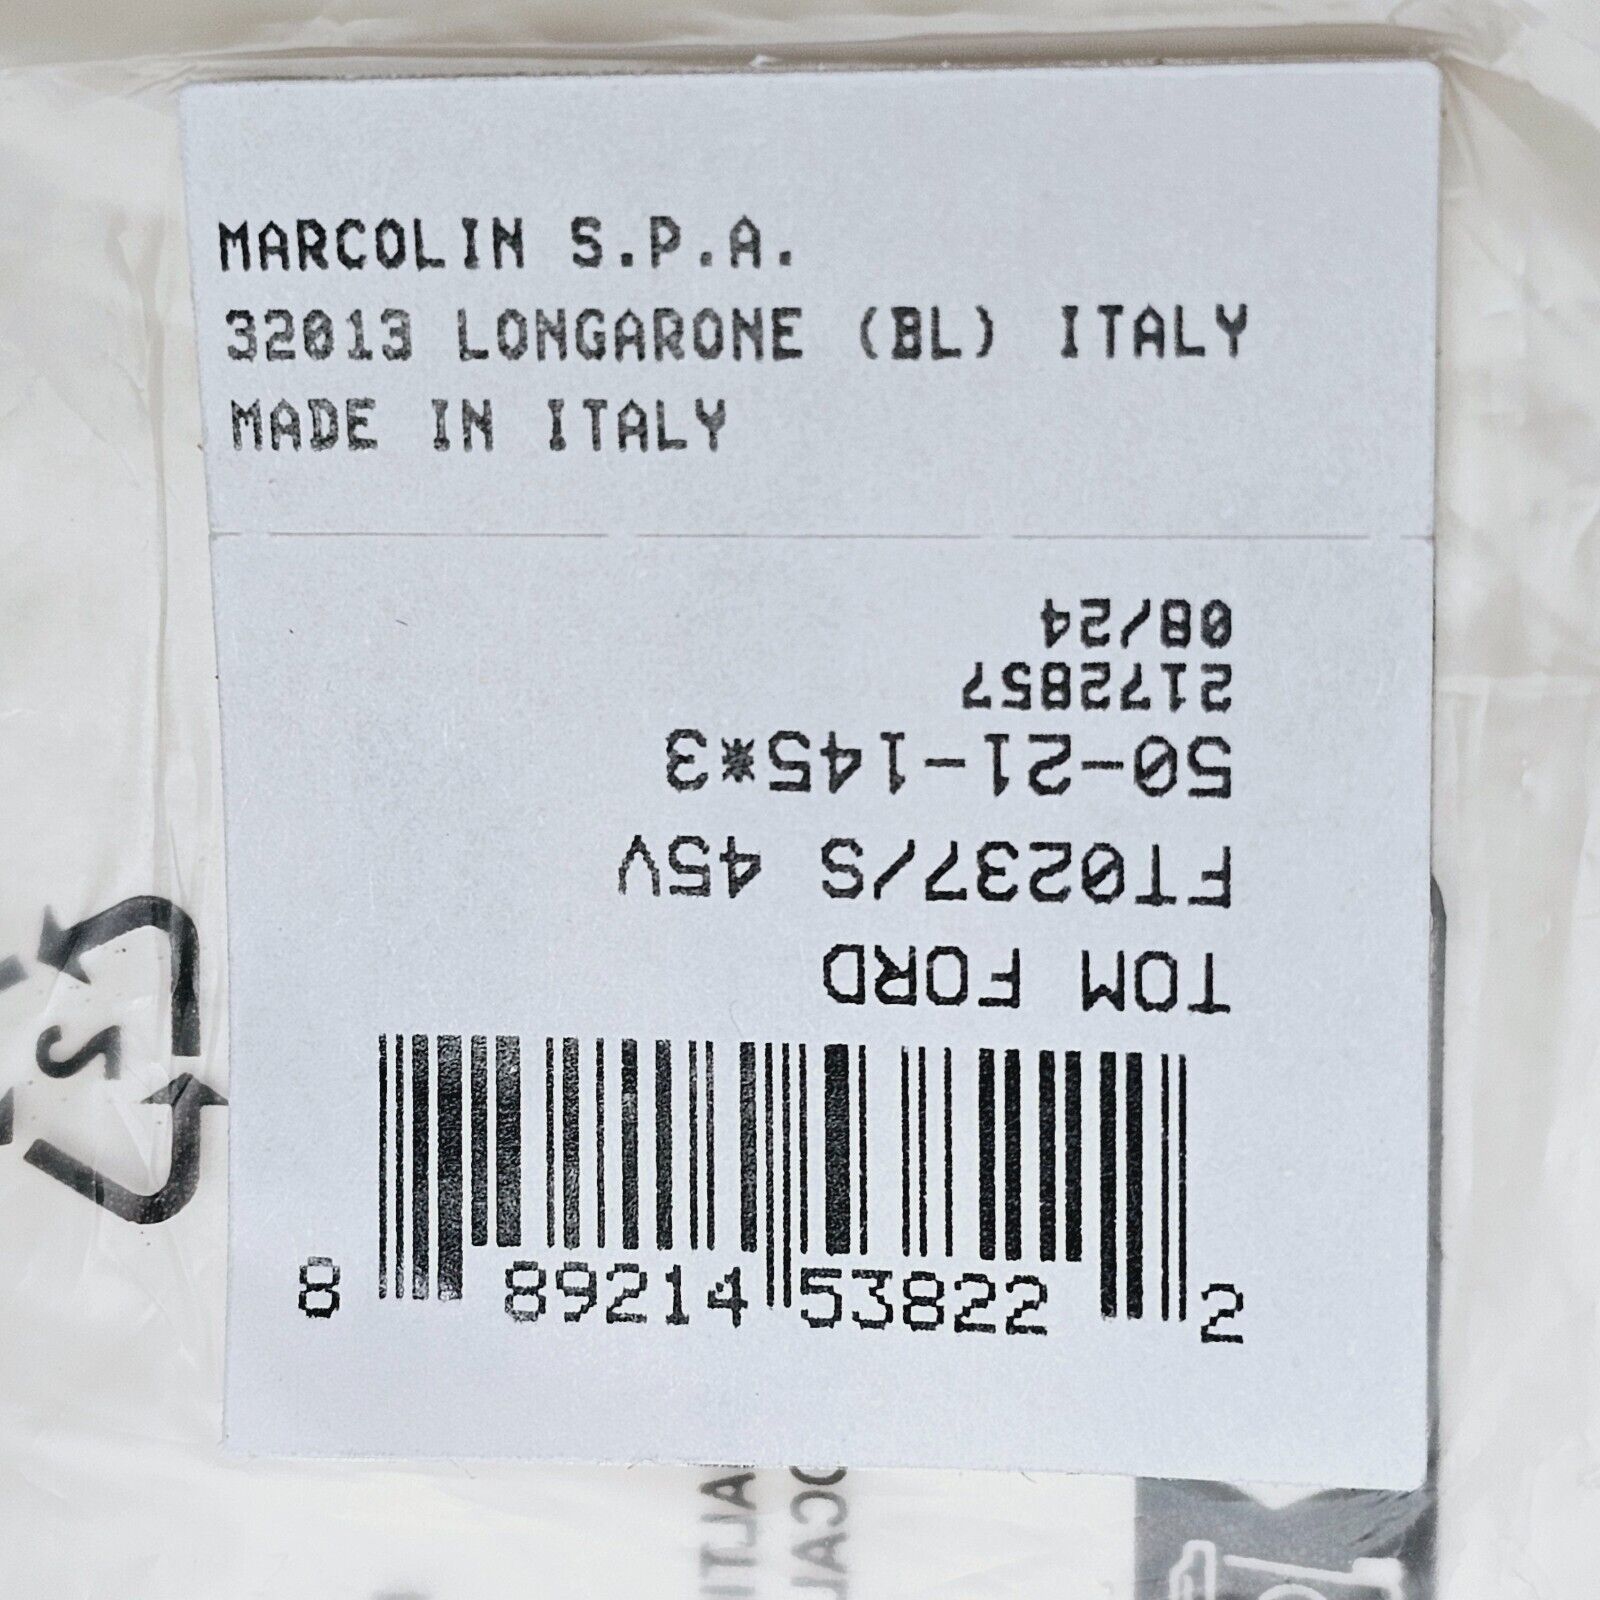 MARCOLIN S.P.A.
32013 LONGARONE (BL) ITALY
MADE IN ITALY
08/24
2172857
50-21-145*3
FT0237/S 45V
TOM FORD
8 89214 53822 2
2